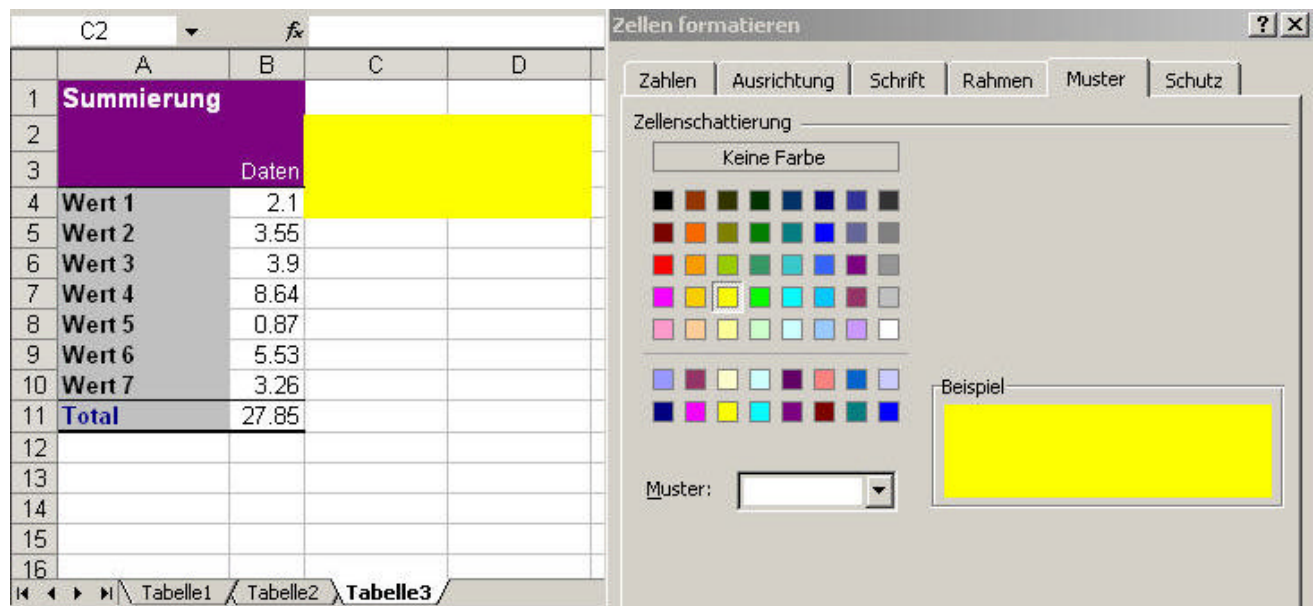 C2 fx
A B C D
1 Summierung
2
3 Daten
4 Wert 1 2.1
5 Wert 2 3.55
6 Wert 3 3.9
7 Wert 4 8.64
8 Wert 5 0.87
9 Wert 6 5.53
10 Wert 7 3.26
11 Total 27.85
12
13
14
15
16
Tabelle1 Tabelle2 Tabelle3
Zellen formatieren
Zahlen Ausrichtung Schrift Rahmen Muster Schutz
Zellenschattierung
Keine Farbe
Beispiel
Muster: